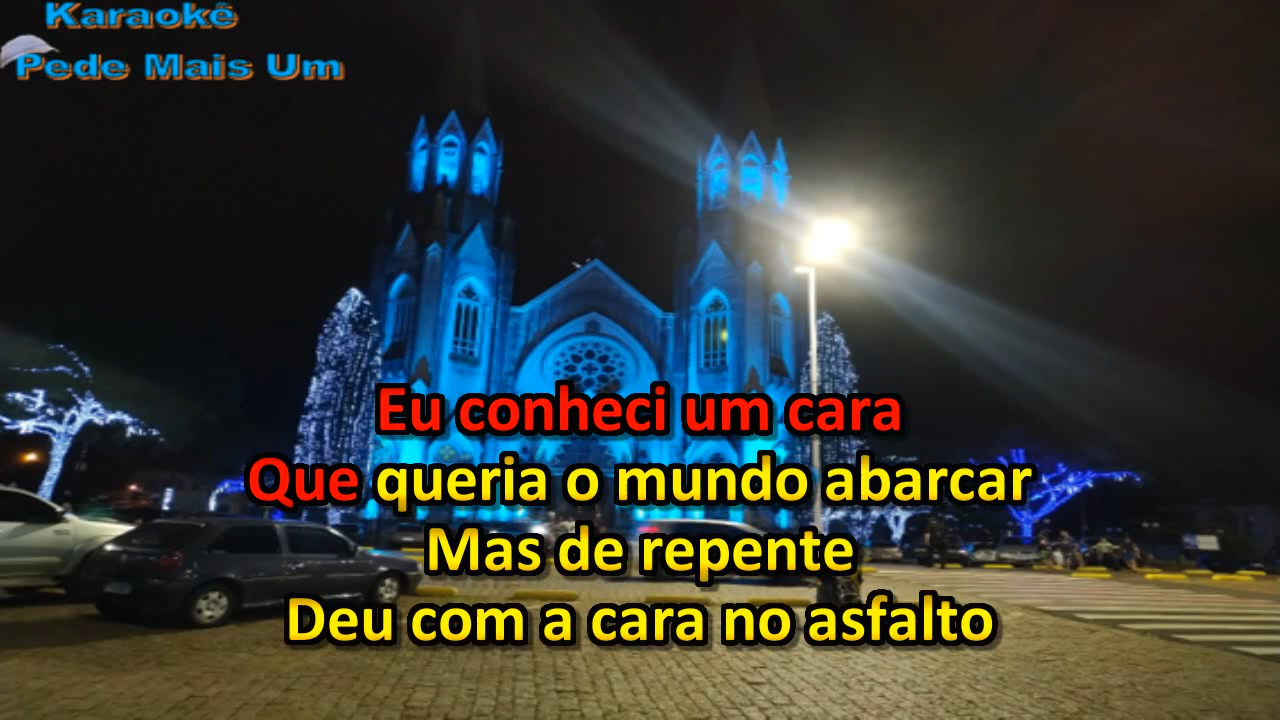 Karaokê
Pede Mais Um
Eu conheci um cara
Que queria o mundo abarcar
Mas de repente
Deu com a cara no asfalto